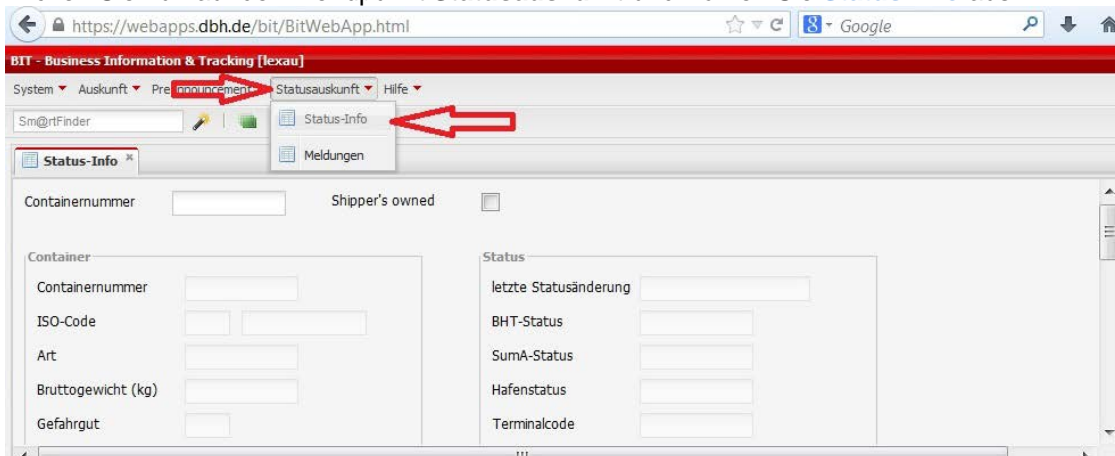 https://webapps.dbh.de/bit/BitWebApp.html Google
BIT - Business Information & Tracking [lexau]
System Auskunft Statusauskunft Hilfe
Sm@rtFinder
Status-Info
Meldungen
Status-Info
Containernummer Shipper's owned
Container Status
Containernummer letzte Statusänderung
ISO-Code BHT-Status
Art SumA-Status
Bruttogewicht (kg) Hafenstatus
Gefahrgut Terminalcode